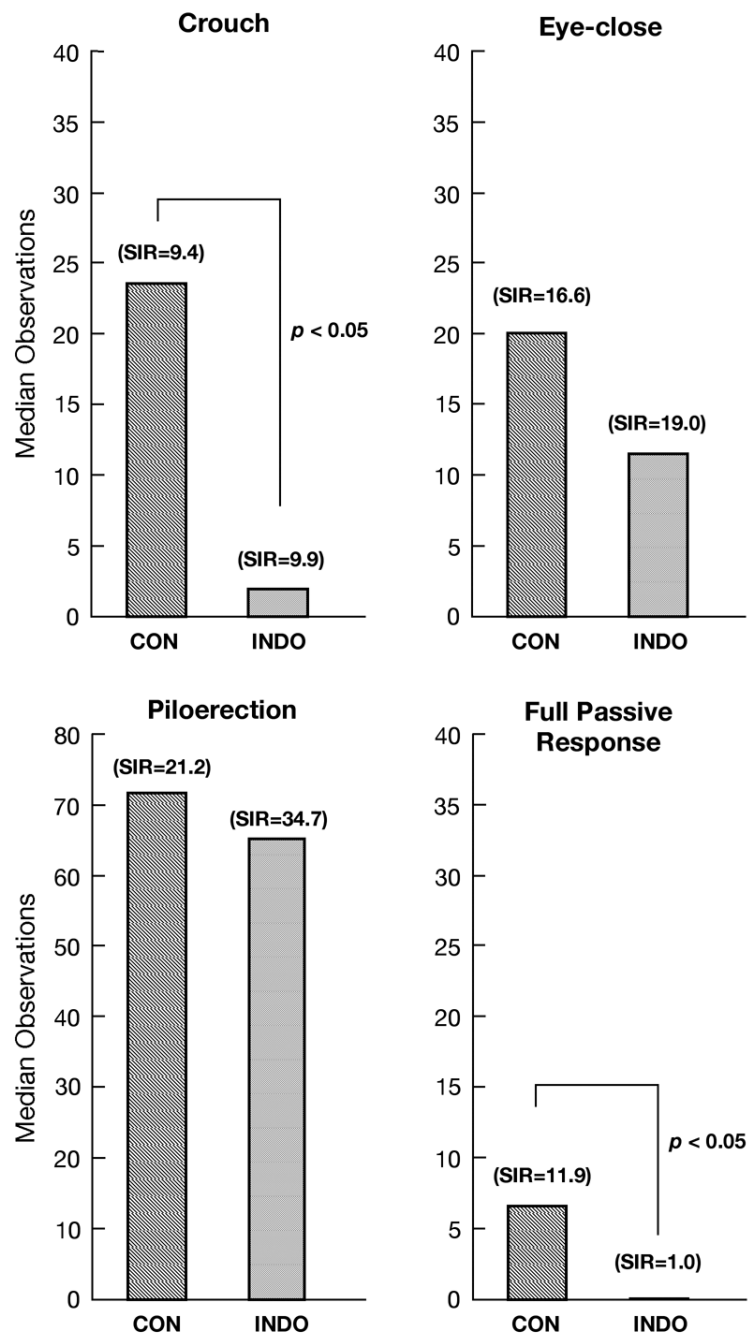 Crouch
Median Observations
40
35
30
25
20
15
10
5
0
(SIR=9.4)
p < 0.05
(SIR=9.9)
CON INDO
Eye-close
40
35
30
25
20
15
10
5
0
(SIR=16.6)
(SIR=19.0)
CON INDO
Piloerection
Median Observations
80
70
60
50
40
30
20
10
0
(SIR=21.2)
(SIR=34.7)
CON INDO
Full Passive
Response
40
35
30
25
20
15
10
5
0
p < 0.05
(SIR=11.9)
(SIR=1.0)
CON INDO